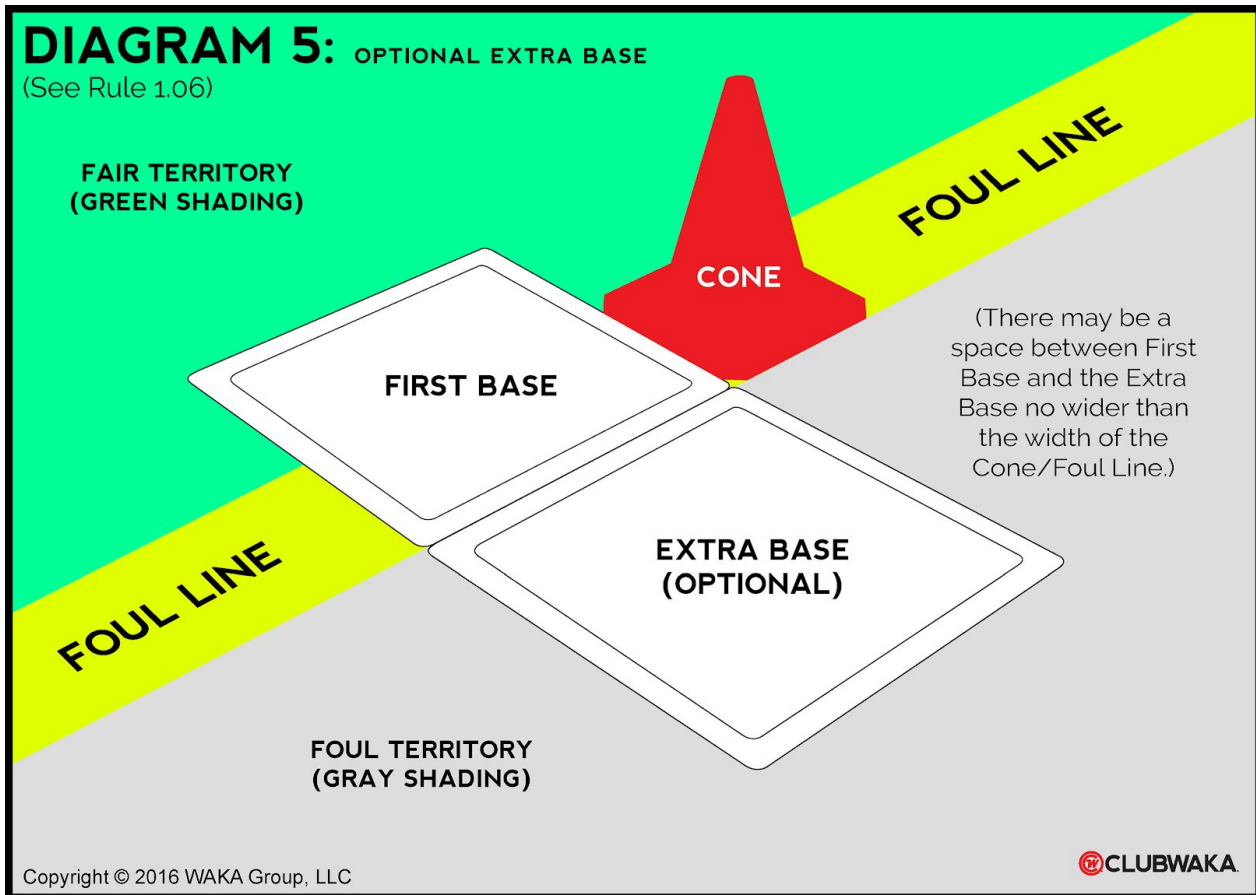 DIAGRAM 5: OPTIONAL EXTRA BASE
(See Rule 1.06)
FAIR TERRITORY
(GREEN SHADING)
FOUL LINE
CONE
(There may be a
space between First
Base and the Extra
Base no wider than
the width of the
Cone/Foul Line.)
FIRST BASE
EXTRA BASE
(OPTIONAL)
FOUL LINE
FOUL TERRITORY
(GRAY SHADING)
Copyright © 2016 WAKA Group, LLC
W CLUBWAKA